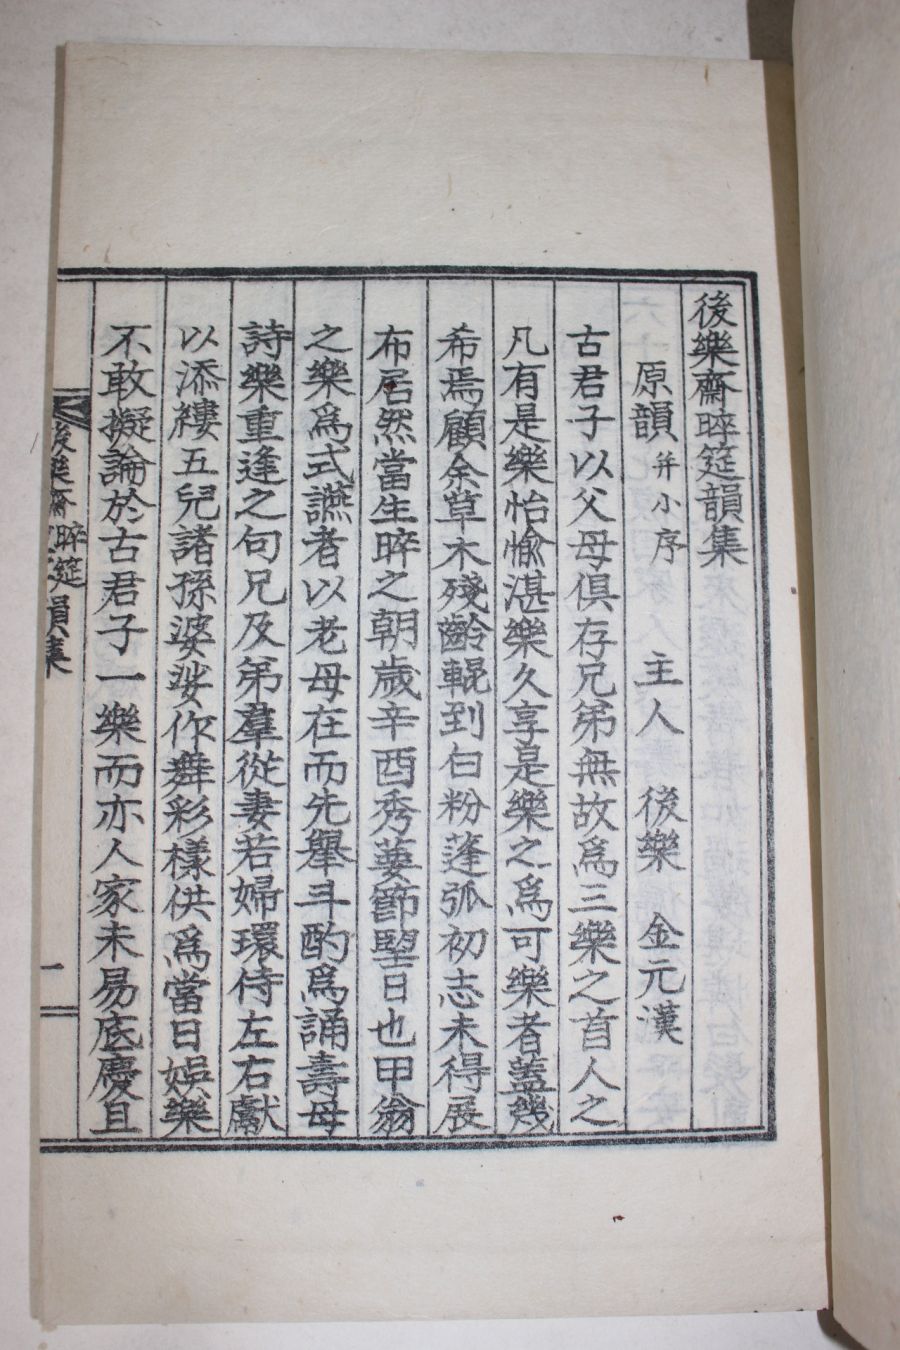 後樂齋晬筵韻集
原韻 并小序 主人 後樂 金元漢
古君子以父母俱存兄弟無故爲三樂之首人之
凡有是樂怡愉湛樂久享是樂之爲可樂者蓋幾
希焉顧余草木殘齡輥到白粉蓬弧初志未得展
布居然當生晬之朝歲辛酉秀葽節望日也甲翁
之樂爲式讌者以老母在而先舉斗酌爲誦壽母
詩樂重逢之句兄及弟羣從妻若婦環侍左右獻
以添縷五兒諸孫婆娑作舞彩樣供爲當日娛樂
不敢擬論於古君子一樂而亦人家未易底慶且
後樂齋晬筵韻集 一